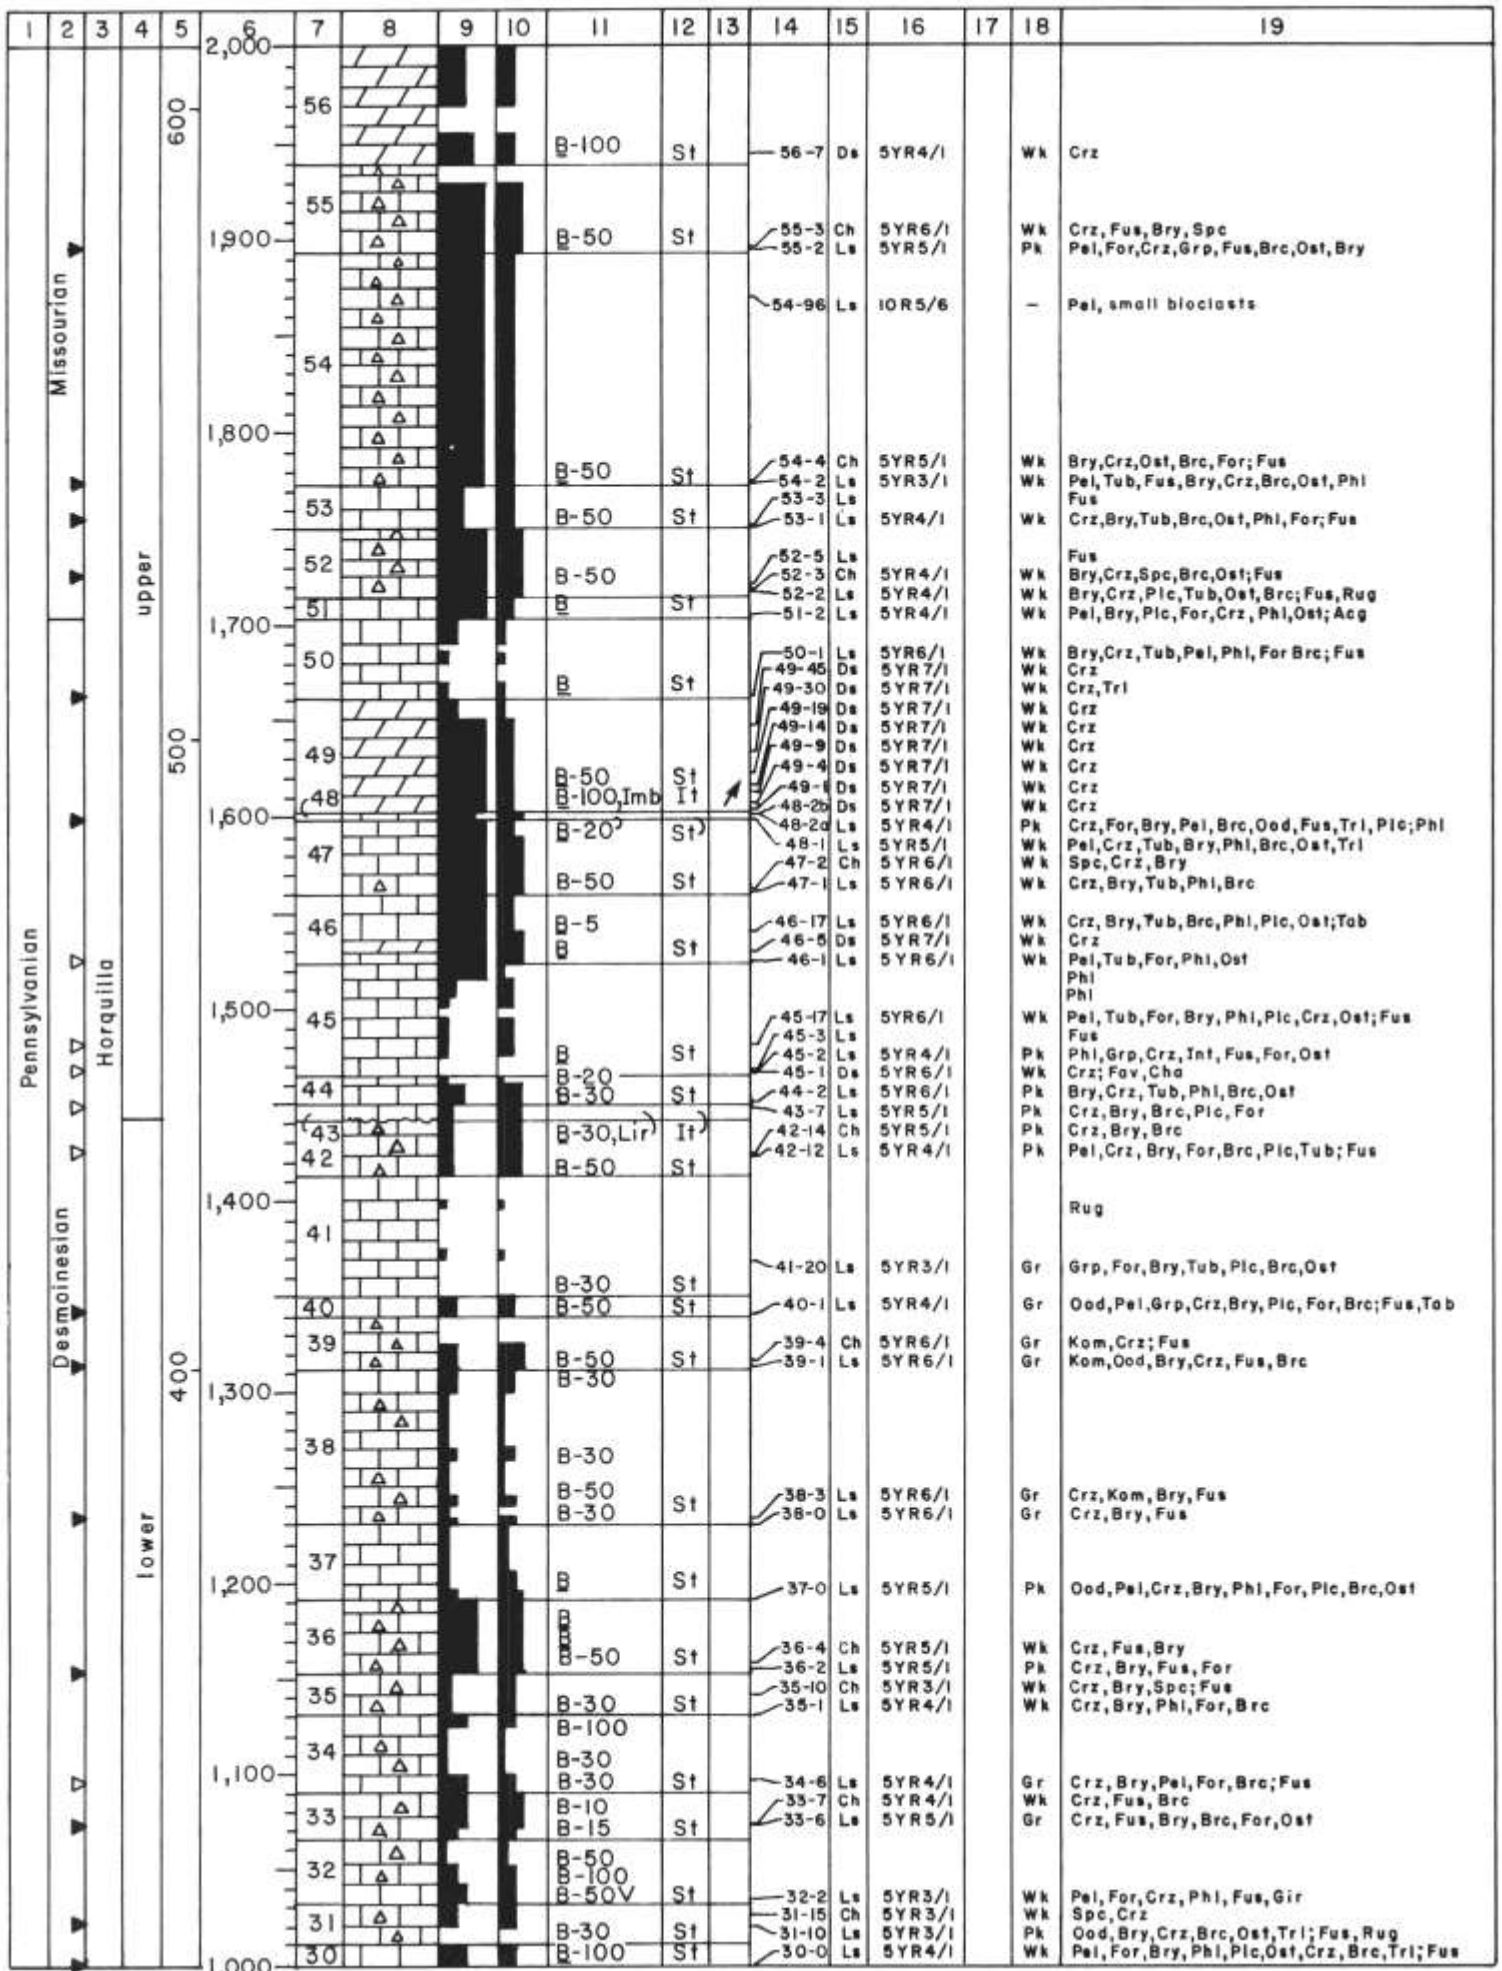 1 2 3 4 5 6 7 8 9 10 11 12 13 14 15 16 17 18 19
2,000
56
600
B-100 St 56-7 Ds 5YR4/1 Wk Crz
55
55-3 Ch 5YR6/1 Wk Crz, Fus, Bry, Spc
1,900 B-50 St 55-2 Ls 5YR5/1 Pk Pel, For, Crz, Grp, Fus, Brc, Ost, Bry
54-96 Ls 10R5/6 – Pel, small bioclasts
Missourian
54
1,800
54-4 Ch 5YR5/1 Wk Bry, Crz, Ost, Brc, For; Fus
B-50 St 54-2 Ls 5YR3/1 Wk Pel, Tub, Fus, Bry, Crz, Brc, Ost, Phl
53-3 Ls Fus
53 B-50 St 53-1 Ls 5YR4/1 Wk Crz, Bry, Tub, Brc, Ost, Phl, For; Fus
upper
52-5 Ls Fus
52 B-50 52-3 Ch 5YR4/1 Wk Bry, Crz, Spc, Brc, Ost; Fus
52-2 Ls 5YR4/1 Wk Bry, Crz, Plc, Tub, Ost, Brc; Fus, Rug
51 B St 51-2 Ls 5YR4/1 Wk Pel, Bry, Plc, For, Crz, Phl, Ost; Acg
1,700
50-1 Ls 5YR6/1 Wk Bry, Crz, Tub, Pel, Phl, For Brc; Fus
50 49-45 Ds 5YR7/1 Wk Crz
B St 49-30 Ds 5YR7/1 Wk Crz, Trl
49-19 Ds 5YR7/1 Wk Crz
49-14 Ds 5YR7/1 Wk Crz
500 49 49-9 Ds 5YR7/1 Wk Crz
B-50 St 49-4 Ds 5YR7/1 Wk Crz
(48 B-100, Imb It 49-1 Ds 5YR7/1 Wk Crz
1,600 48-2b Ds 5YR7/1 Wk Crz
B-20) St) 48-2a Ls 5YR4/1 Pk Crz, For, Bry, Pel, Brc, Ood, Fus, Trl, Plc; Phl
47 48-1 Ls 5YR5/1 Wk Pel, Crz, Tub, Bry, Phl, Brc, Ost, Trl
47-2 Ch 5YR6/1 Wk Spc, Crz, Bry
B-50 St 47-1 Ls 5YR6/1 Wk Crz, Bry, Tub, Phl, Brc
46 B-5 46-17 Ls 5YR6/1 Wk Crz, Bry, Tub, Brc, Phl, Plc, Ost; Tab
B St 46-5 Ds 5YR7/1 Wk Crz
46-1 Ls 5YR6/1 Wk Pel, Tub, For, Phl, Ost
Phl
Phl
Pennsylvanian
Horquilla
1,500
45 45-17 Ls 5YR6/1 Wk Pel, Tub, For, Bry, Phl, Plc, Crz, Ost; Fus
45-3 Ls Fus
B St 45-2 Ls 5YR4/1 Pk Phl, Grp, Crz, Int, Fus, For, Ost
B-20 45-1 Ds 5YR6/1 Wk Crz; Fav, Cha
44 B-30 St 44-2 Ls 5YR6/1 Pk Bry, Crz, Tub, Phl, Brc, Ost
43-7 Ls 5YR5/1 Pk Crz, Bry, Brc, Plc, For
(43 B-30, Lir) It) 42-14 Ch 5YR5/1 Pk Crz, Bry, Brc
42 42-12 Ls 5YR4/1 Pk Pel, Crz, Bry, For, Brc, Plc, Tub; Fus
B-50 St
1,400 Rug
41
41-20 Ls 5YR3/1 Gr Grp, For, Bry, Tub, Plc, Brc, Ost
B-30 St
Desmoinesian
40 B-50 St 40-1 Ls 5YR4/1 Gr Ood, Pel, Grp, Crz, Bry, Plc, For, Brc; Fus, Tab
39 39-4 Ch 5YR6/1 Gr Kom, Crz; Fus
400 B-50 St 39-1 Ls 5YR6/1 Gr Kom, Ood, Bry, Crz, Fus, Brc
B-30
1,300
38
B-30
B-50 St 38-3 Ls 5YR6/1 Gr Crz, Kom, Bry, Fus
B-30 38-0 Ls 5YR6/1 Gr Crz, Bry, Fus
lower
37
1,200 B St 37-0 Ls 5YR5/1 Pk Ood, Pel, Crz, Bry, Phl, For, Plc, Brc, Ost
B
B
36 36-4 Ch 5YR5/1 Wk Crz, Fus, Bry
B-50 St 36-2 Ls 5YR5/1 Pk Crz, Bry, Fus, For
35 35-10 Ch 5YR3/1 Wk Crz, Bry, Spc; Fus
B-30 St 35-1 Ls 5YR4/1 Wk Crz, Bry, Phl, For, Brc
B-100
34 B-30
1,100 B-30 St 34-6 Ls 5YR4/1 Gr Crz, Bry, Pel, For, Brc; Fus
33 B-10 33-7 Ch 5YR4/1 Wk Crz, Fus, Brc
B-15 St 33-6 Ls 5YR5/1 Gr Crz, Fus, Bry, Brc, For, Ost
B-50
32 B-100
B-50V St 32-2 Ls 5YR3/1 Wk Pel, For, Crz, Phl, Fus, Gir
31 31-15 Ch 5YR3/1 Wk Spc, Crz
B-30 St 31-10 Ls 5YR3/1 Pk Ood, Bry, Crz, Brc, Ost, Trl; Fus, Rug
1,000 30 B-100 St 30-0 Ls 5YR4/1 Wk Pel, For, Bry, Phl, Plc, Ost, Crz, Brc, Trl; Fus